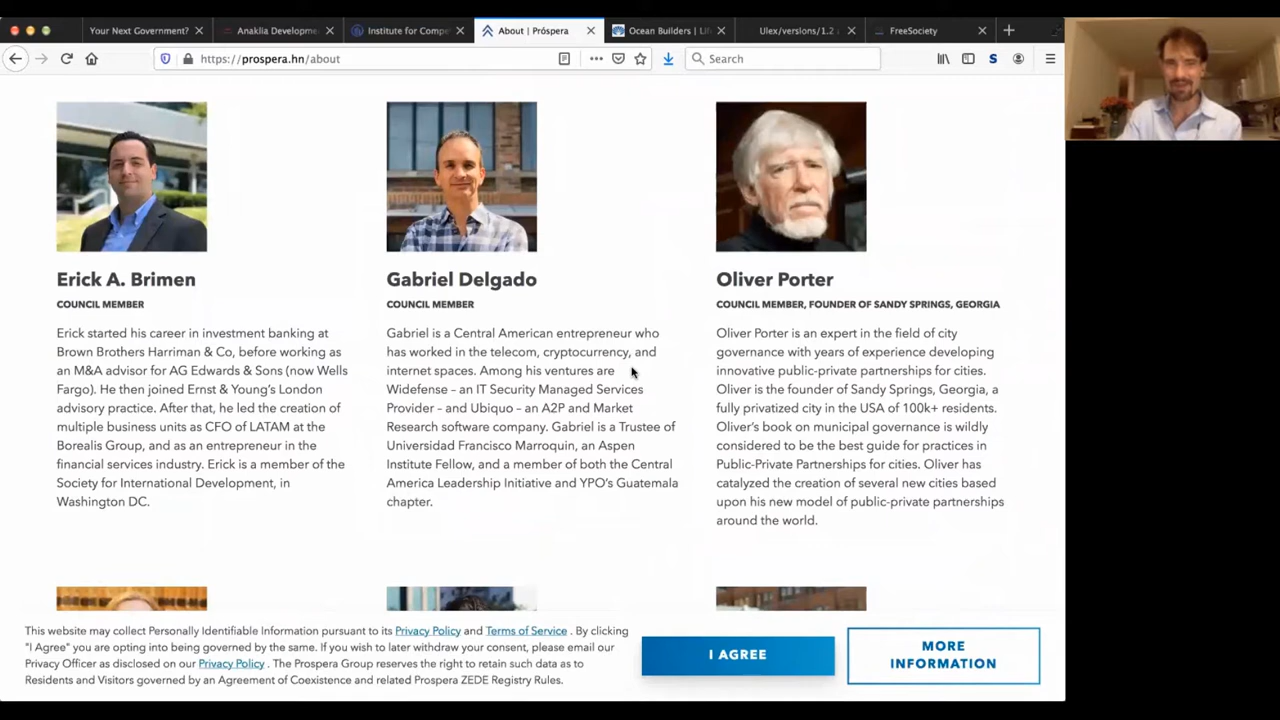 Your Next Government?
Anaklia Developme
Institute for Compe
About | Próspera
Ocean Builders | Lif
Ulex/versions/1.2
FreeSociety
https://prospera.hn/about
Search
Erick A. Brimen
COUNCIL MEMBER
Erick started his career in investment banking at
Brown Brothers Harriman & Co, before working as
an M&A advisor for AG Edwards & Sons (now Wells
Fargo). He then joined Ernst & Young's London
advisory practice. After that, he led the creation of
multiple business units as CFO of LATAM at the
Borealis Group, and as an entrepreneur in the
financial services industry. Erick is a member of the
Society for International Development, in
Washington DC.
Gabriel Delgado
COUNCIL MEMBER
Gabriel is a Central American entrepreneur who
has worked in the telecom, cryptocurrency, and
internet spaces. Among his ventures are
Widefense – an IT Security Managed Services
Provider – and Ubiquo – an A2P and Market
Research software company. Gabriel is a Trustee of
Universidad Francisco Marroquin, an Aspen
Institute Fellow, and a member of both the Central
America Leadership Initiative and YPO's Guatemala
chapter.
Oliver Porter
COUNCIL MEMBER, FOUNDER OF SANDY SPRINGS, GEORGIA
Oliver Porter is an expert in the field of city
governance with years of experience developing
innovative public-private partnerships for cities.
Oliver is the founder of Sandy Springs, Georgia, a
fully privatized city in the USA of 100k+ residents.
Oliver's book on municipal governance is wildly
considered to be the best guide for practices in
Public-Private Partnerships for cities. Oliver has
catalyzed the creation of several new cities based
upon his new model of public-private partnerships
around the world.
This website may collect Personally Identifiable Information pursuant to its Privacy Policy and Terms of Service . By clicking
"I Agree" you are opting into being governed by the same. If you wish to later withdraw your consent, please email our
Privacy Officer as disclosed on our Privacy Policy . The Prospera Group reserves the right to retain such data as to
Residents and Visitors governed by an Agreement of Coexistence and related Prospera ZEDE Registry Rules.
I AGREE
MORE
INFORMATION